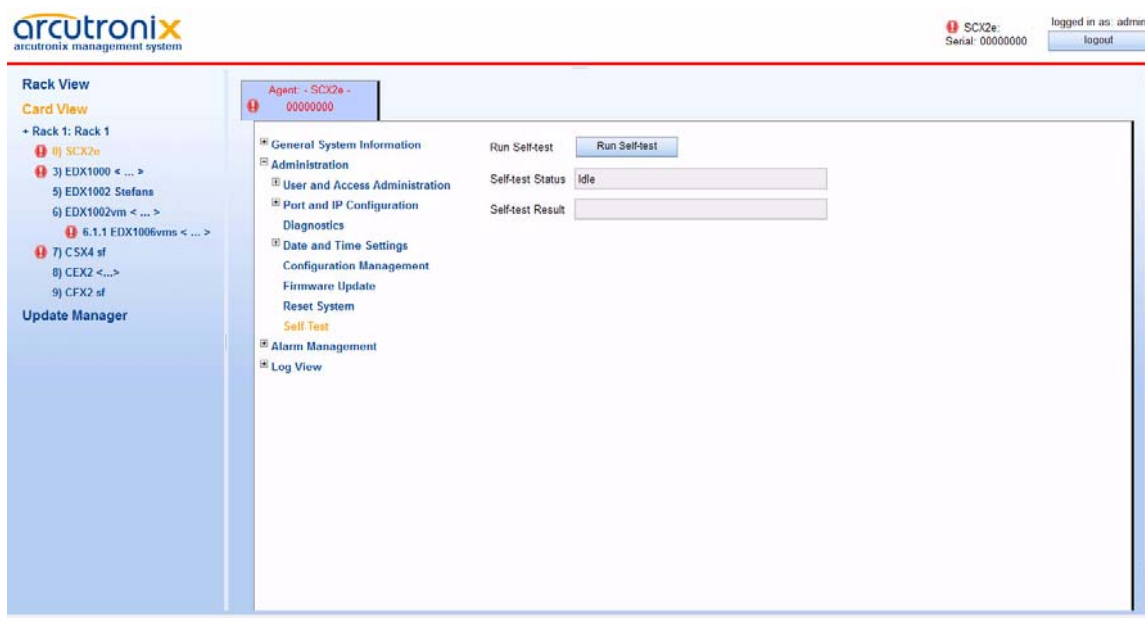 arcutronix
arcutronix management system
SCX2e:
Serial: 00000000
logged in as: admin
logout
Rack View
Card View
+ Rack 1: Rack 1
0) SCX2e
3) EDX1000 < ... >
5) EDX1002 Stefans
6) EDX1002vm < ... >
6.1.1 EDX1006vms < ... >
7) CSX4 sf
8) CEX2 <...>
9) CFX2 sf
Update Manager
Agent: - SCX2e -
00000000
General System Information
Administration
User and Access Administration
Port and IP Configuration
Diagnostics
Date and Time Settings
Configuration Management
Firmware Update
Reset System
Self Test
Alarm Management
Log View
Run Self-test Run Self-test
Self-test Status Idle
Self-test Result